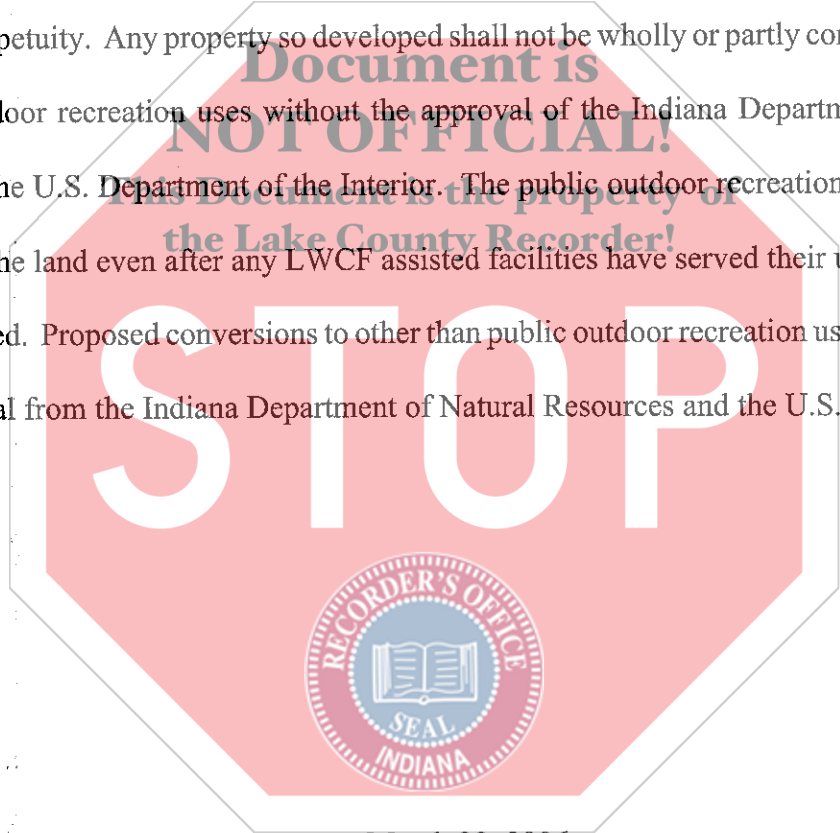 petuity. Any property so developed shall not be wholly or partly
Document is
door recreation uses without the approval of the Indiana
NOT OFFICIAL!
he U.S. Department of the Interior. The public outdoor recreation
This Document is the property of
the Lake County Recorder!
he land even after any LWCF assisted facilities have served their
ed. Proposed conversions to other than public outdoor recreation
al from the Indiana Department of Natural Resources and the U.S.
STOP
RECORDER'S OFFICE
SEAL
INDIANA